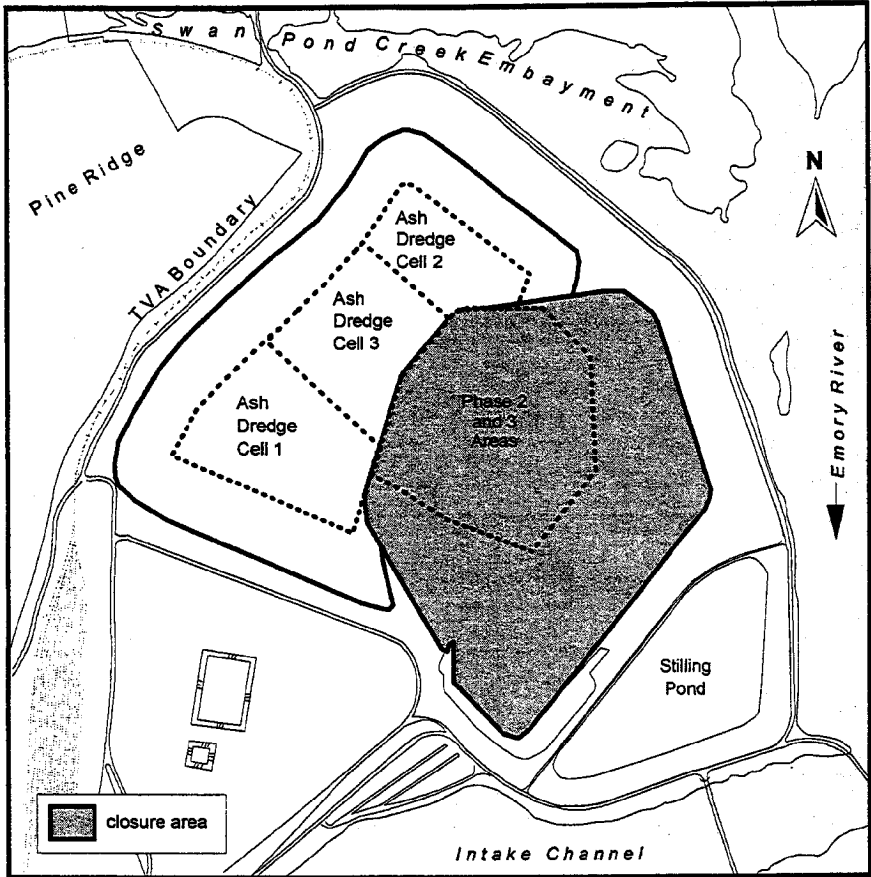 Swan Pond Creek Embayment
Pine Ridge
TVA Boundary
N
Ash
Dredge
Cell 2
Ash
Dredge
Cell 3
Ash
Dredge
Cell 1
Phase 2
and 3
Areas
Emory River
Stilling
Pond
closure area
Intake Channel